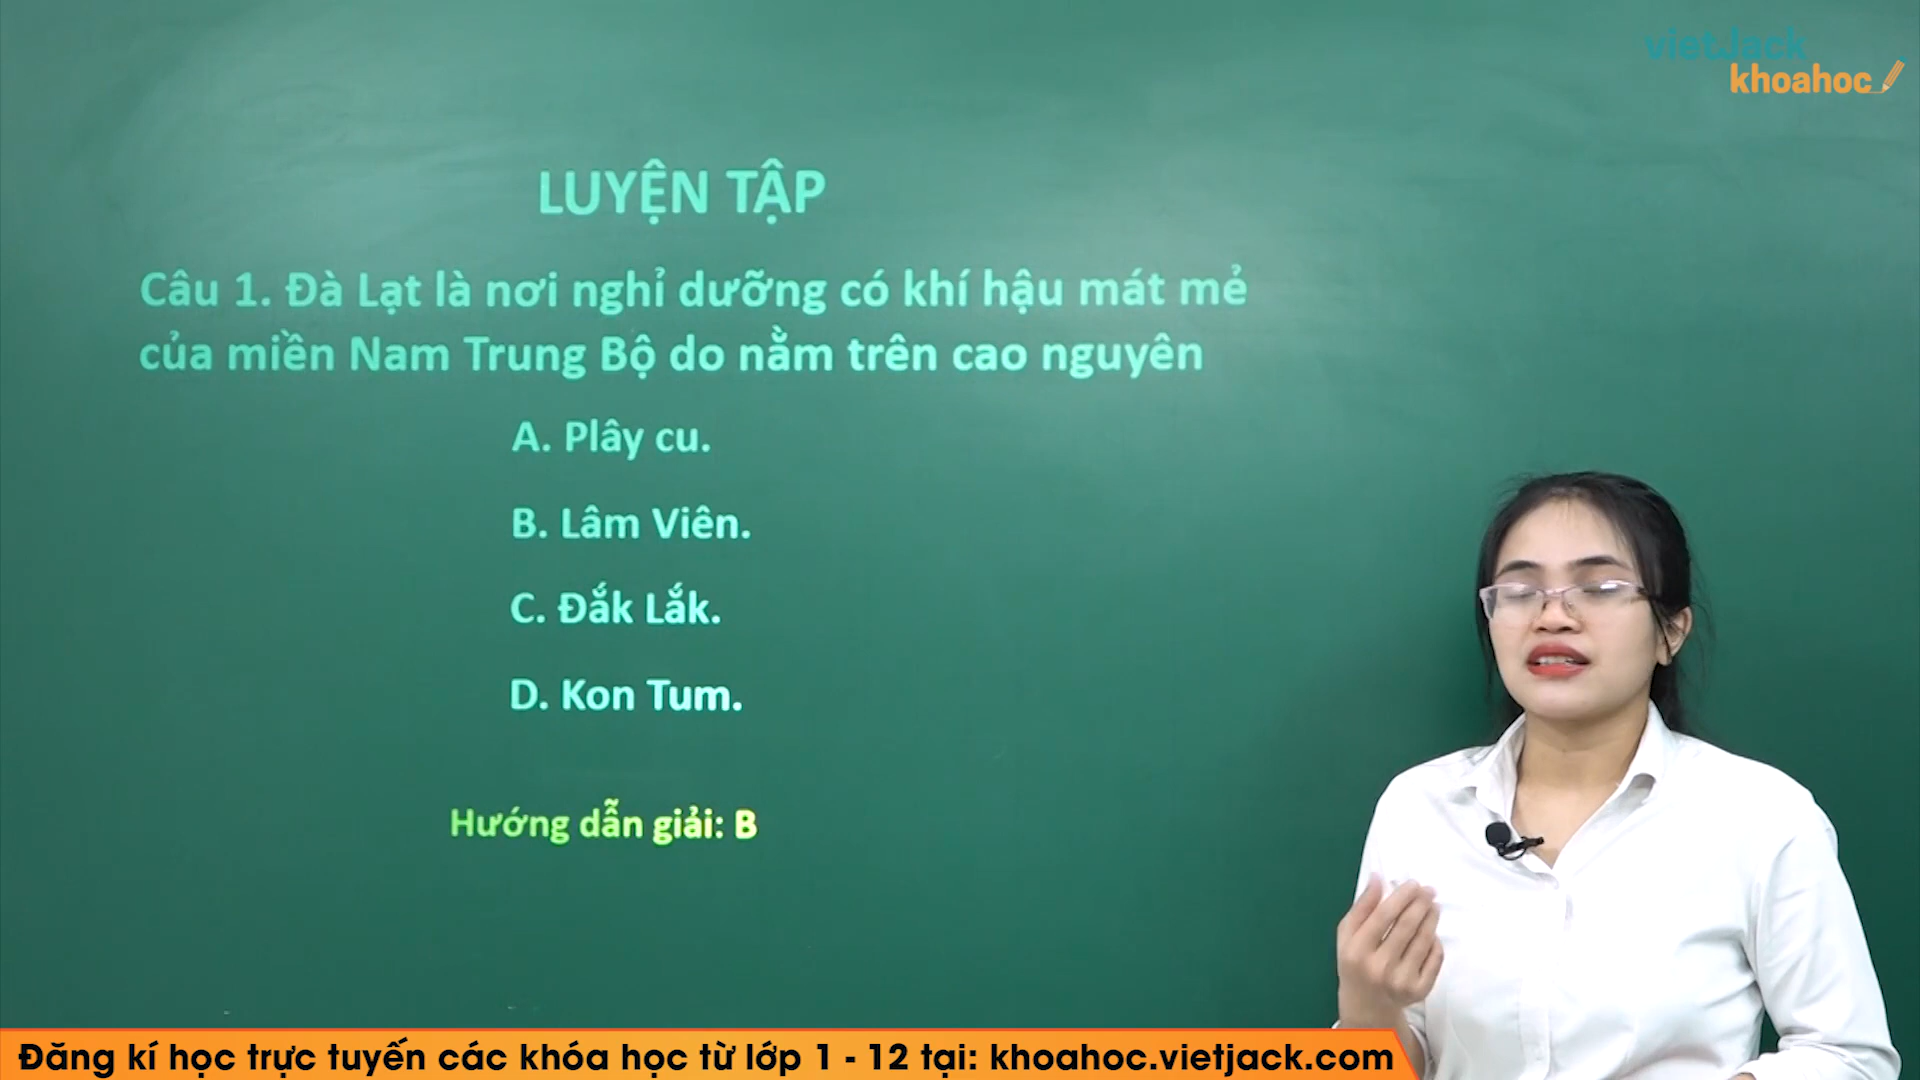 vietJack
khoahoc
LUYỆN TẬP
Câu 1. Đà Lạt là nơi nghỉ dưỡng có khí hậu mát mẻ
của miền Nam Trung Bộ do nằm trên cao nguyên
A. Plây cu.
B. Lâm Viên.
C. Đắk Lắk.
D. Kon Tum.
Hướng dẫn giải: B
Đăng kí học trực tuyến các khóa học từ lớp 1 - 12 tại: khoahoc.vietjack.com